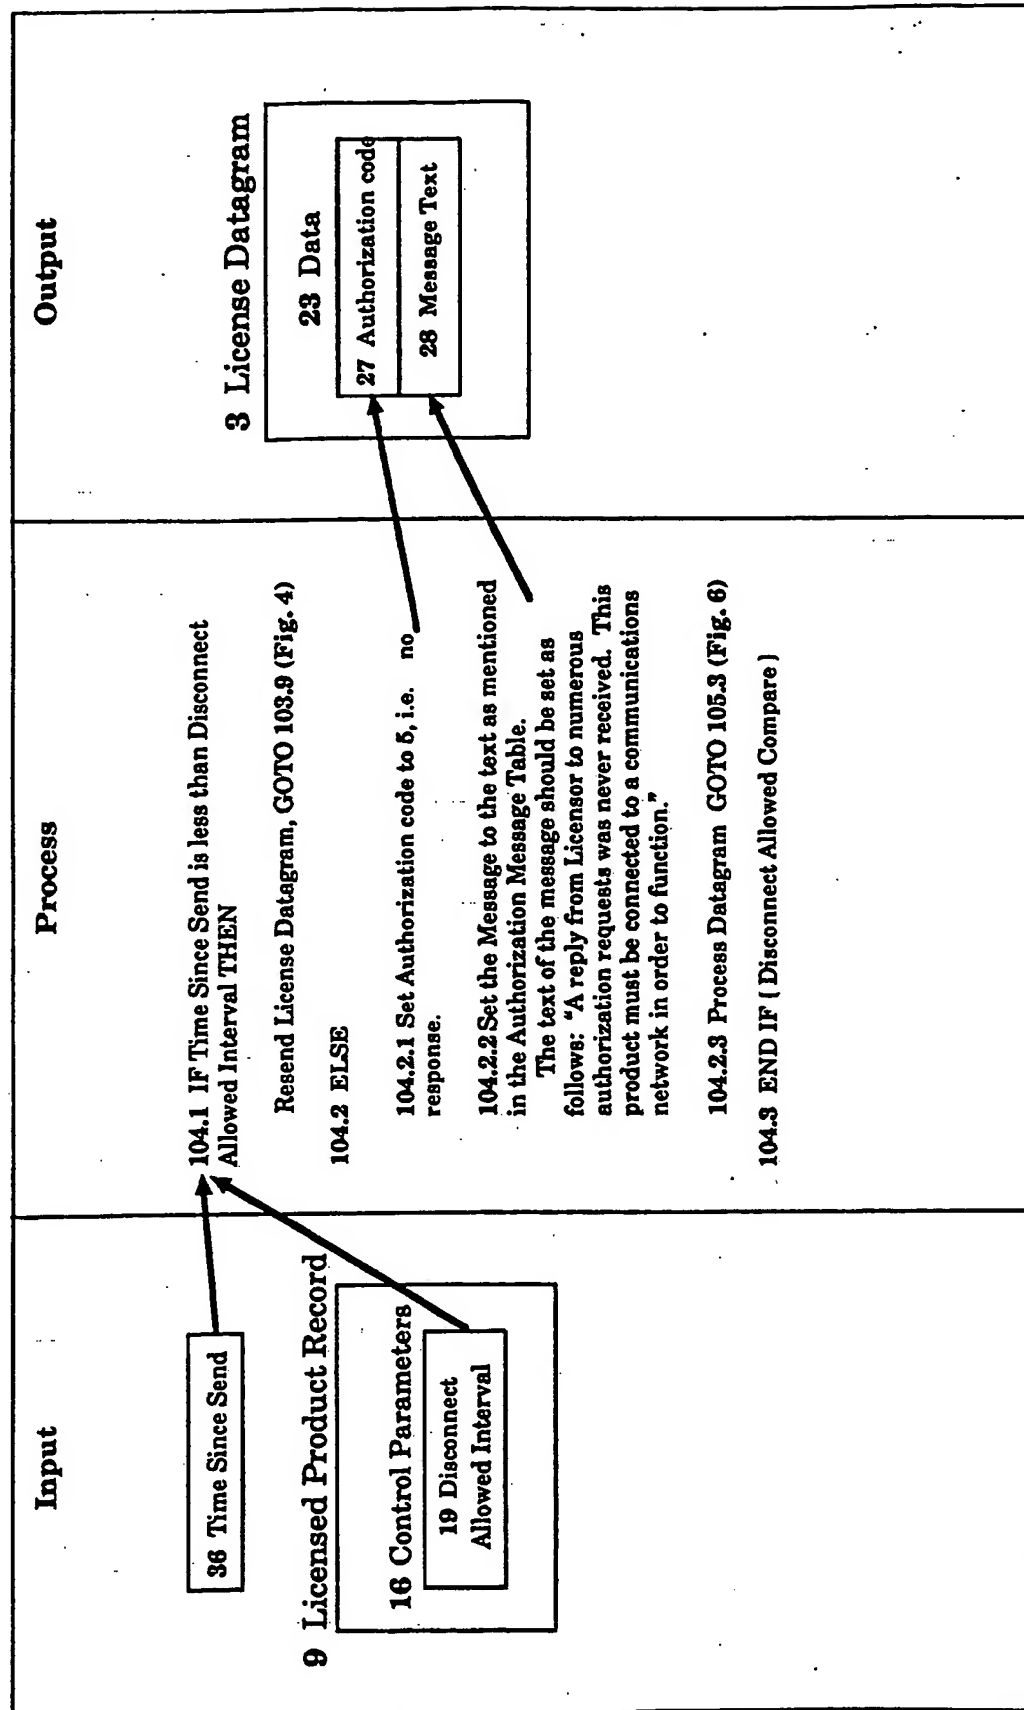 Input
36 Time Since Send
9 Licensed Product Record
16 Control Parameters
19 Disconnect
Allowed Interval
Process
104.1 IF Time Since Send is less than Disconnect
Allowed Interval THEN
Resend License Datagram, GOTO 103.9 (Fig. 4)
104.2 ELSE
104.2.1 Set Authorization code to 5, i.e. no
response.
104.2.2 Set the Message to the text as mentioned
in the Authorization Message Table.
The text of the message should be set as
follows: "A reply from Licensor to numerous
authorization requests was never received. This
product must be connected to a communications
network in order to function."
104.2.3 Process Datagram GOTO 105.3 (Fig. 6)
104.3 END IF ( Disconnect Allowed Compare )
Output
3 License Datagram
23 Data
27 Authorization code
28 Message Text